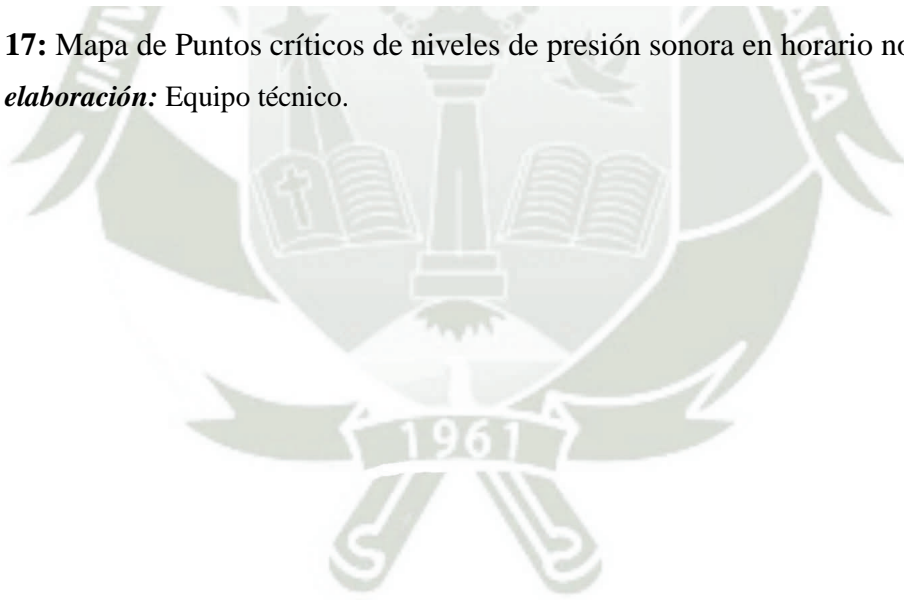 17: Mapa de Puntos críticos de niveles de presión sonora en horario no
elaboración: Equipo técnico.
1961